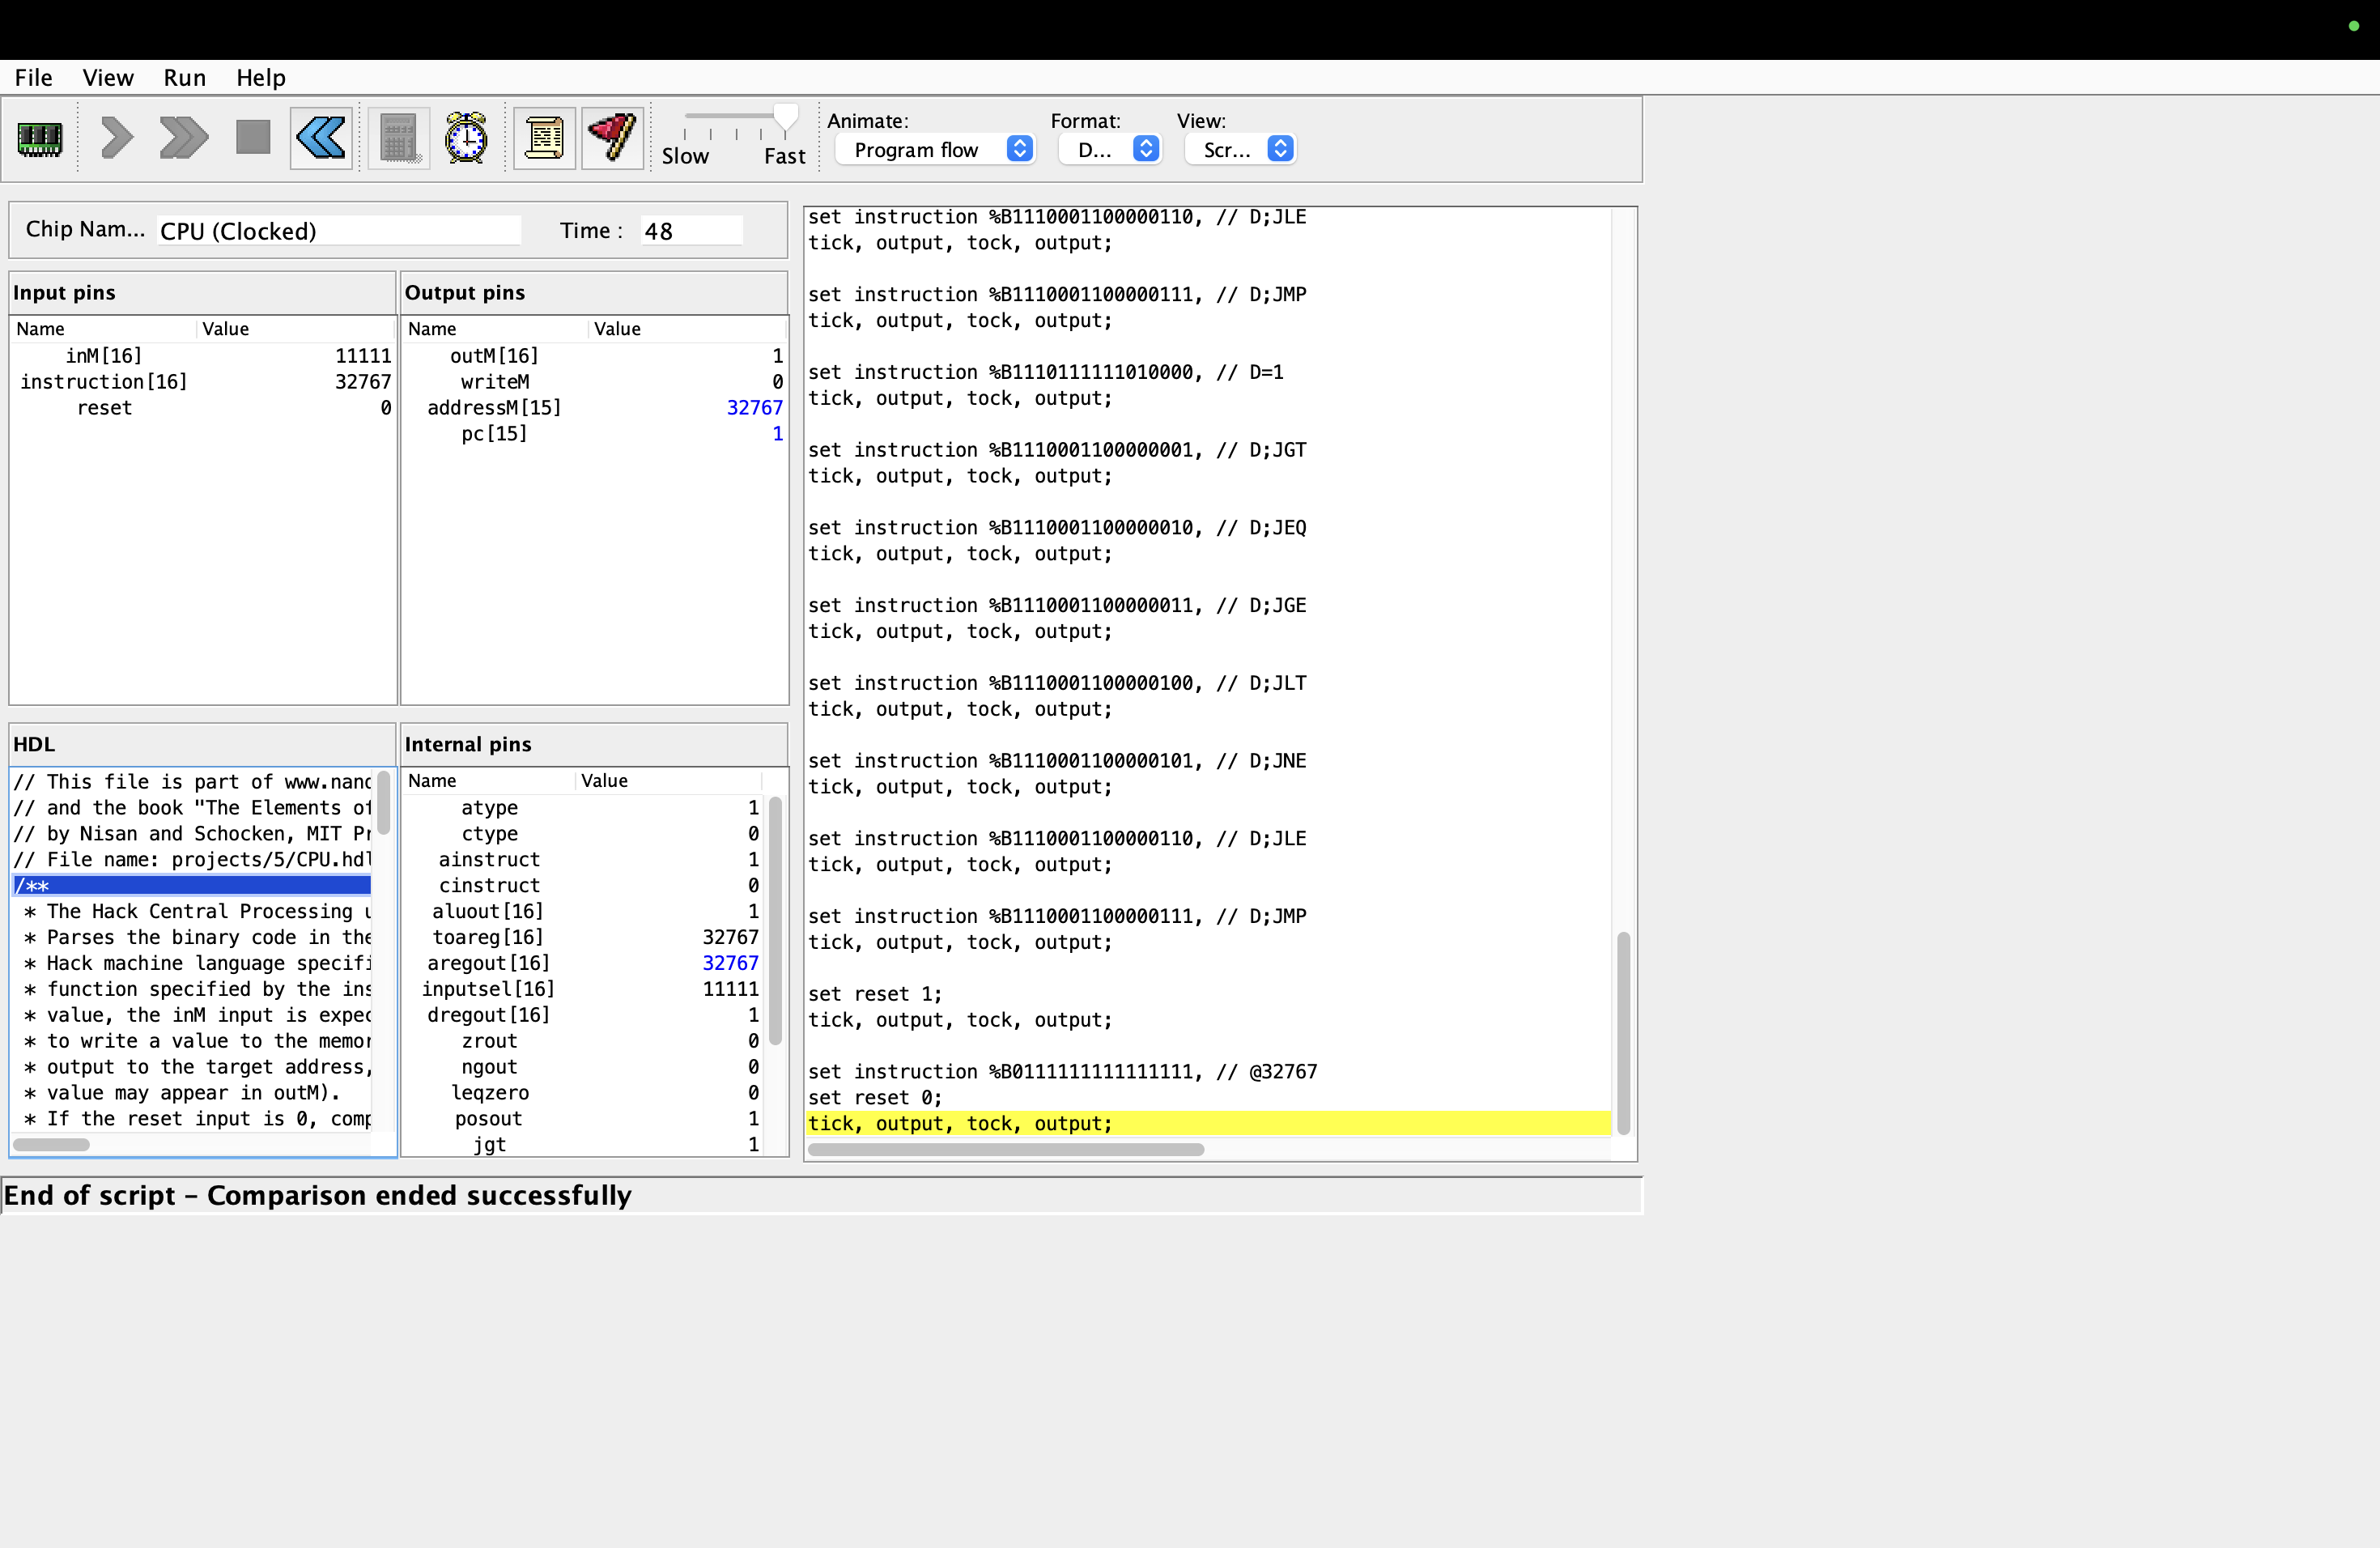 File View Run Help
Animate: Format: View:
Slow Fast Program flow D... Scr...
Chip Nam... CPU (Clocked) Time : 48
Input pins
Name Value
inM[16] 11111
instruction[16] 32767
reset 0
Output pins
Name Value
outM[16] 1
writeM 0
addressM[15] 32767
pc[15] 1
HDL
// This file is part of www.nand
// and the book "The Elements of
// by Nisan and Schocken, MIT Pr
// File name: projects/5/CPU.hdl
/**
* The Hack Central Processing u
* Parses the binary code in the
* Hack machine language specifi
* function specified by the ins
* value, the inM input is expec
* to write a value to the memor
* output to the target address,
* value may appear in outM).
* If the reset input is 0, comp
Internal pins
Name Value
atype 1
ctype 0
ainstruct 1
cinstruct 0
aluout[16] 1
toareg[16] 32767
aregout[16] 32767
inputsel[16] 11111
dregout[16] 1
zrout 0
ngout 0
leqzero 0
posout 1
jgt 1
set instruction %B1110001100000110, // D;JLE
tick, output, tock, output;
set instruction %B1110001100000111, // D;JMP
tick, output, tock, output;
set instruction %B1110111111010000, // D=1
tick, output, tock, output;
set instruction %B1110001100000001, // D;JGT
tick, output, tock, output;
set instruction %B1110001100000010, // D;JEQ
tick, output, tock, output;
set instruction %B1110001100000011, // D;JGE
tick, output, tock, output;
set instruction %B1110001100000100, // D;JLT
tick, output, tock, output;
set instruction %B1110001100000101, // D;JNE
tick, output, tock, output;
set instruction %B1110001100000110, // D;JLE
tick, output, tock, output;
set instruction %B1110001100000111, // D;JMP
tick, output, tock, output;
set reset 1;
tick, output, tock, output;
set instruction %B0111111111111111, // @32767
set reset 0;
tick, output, tock, output;
End of script – Comparison ended successfully